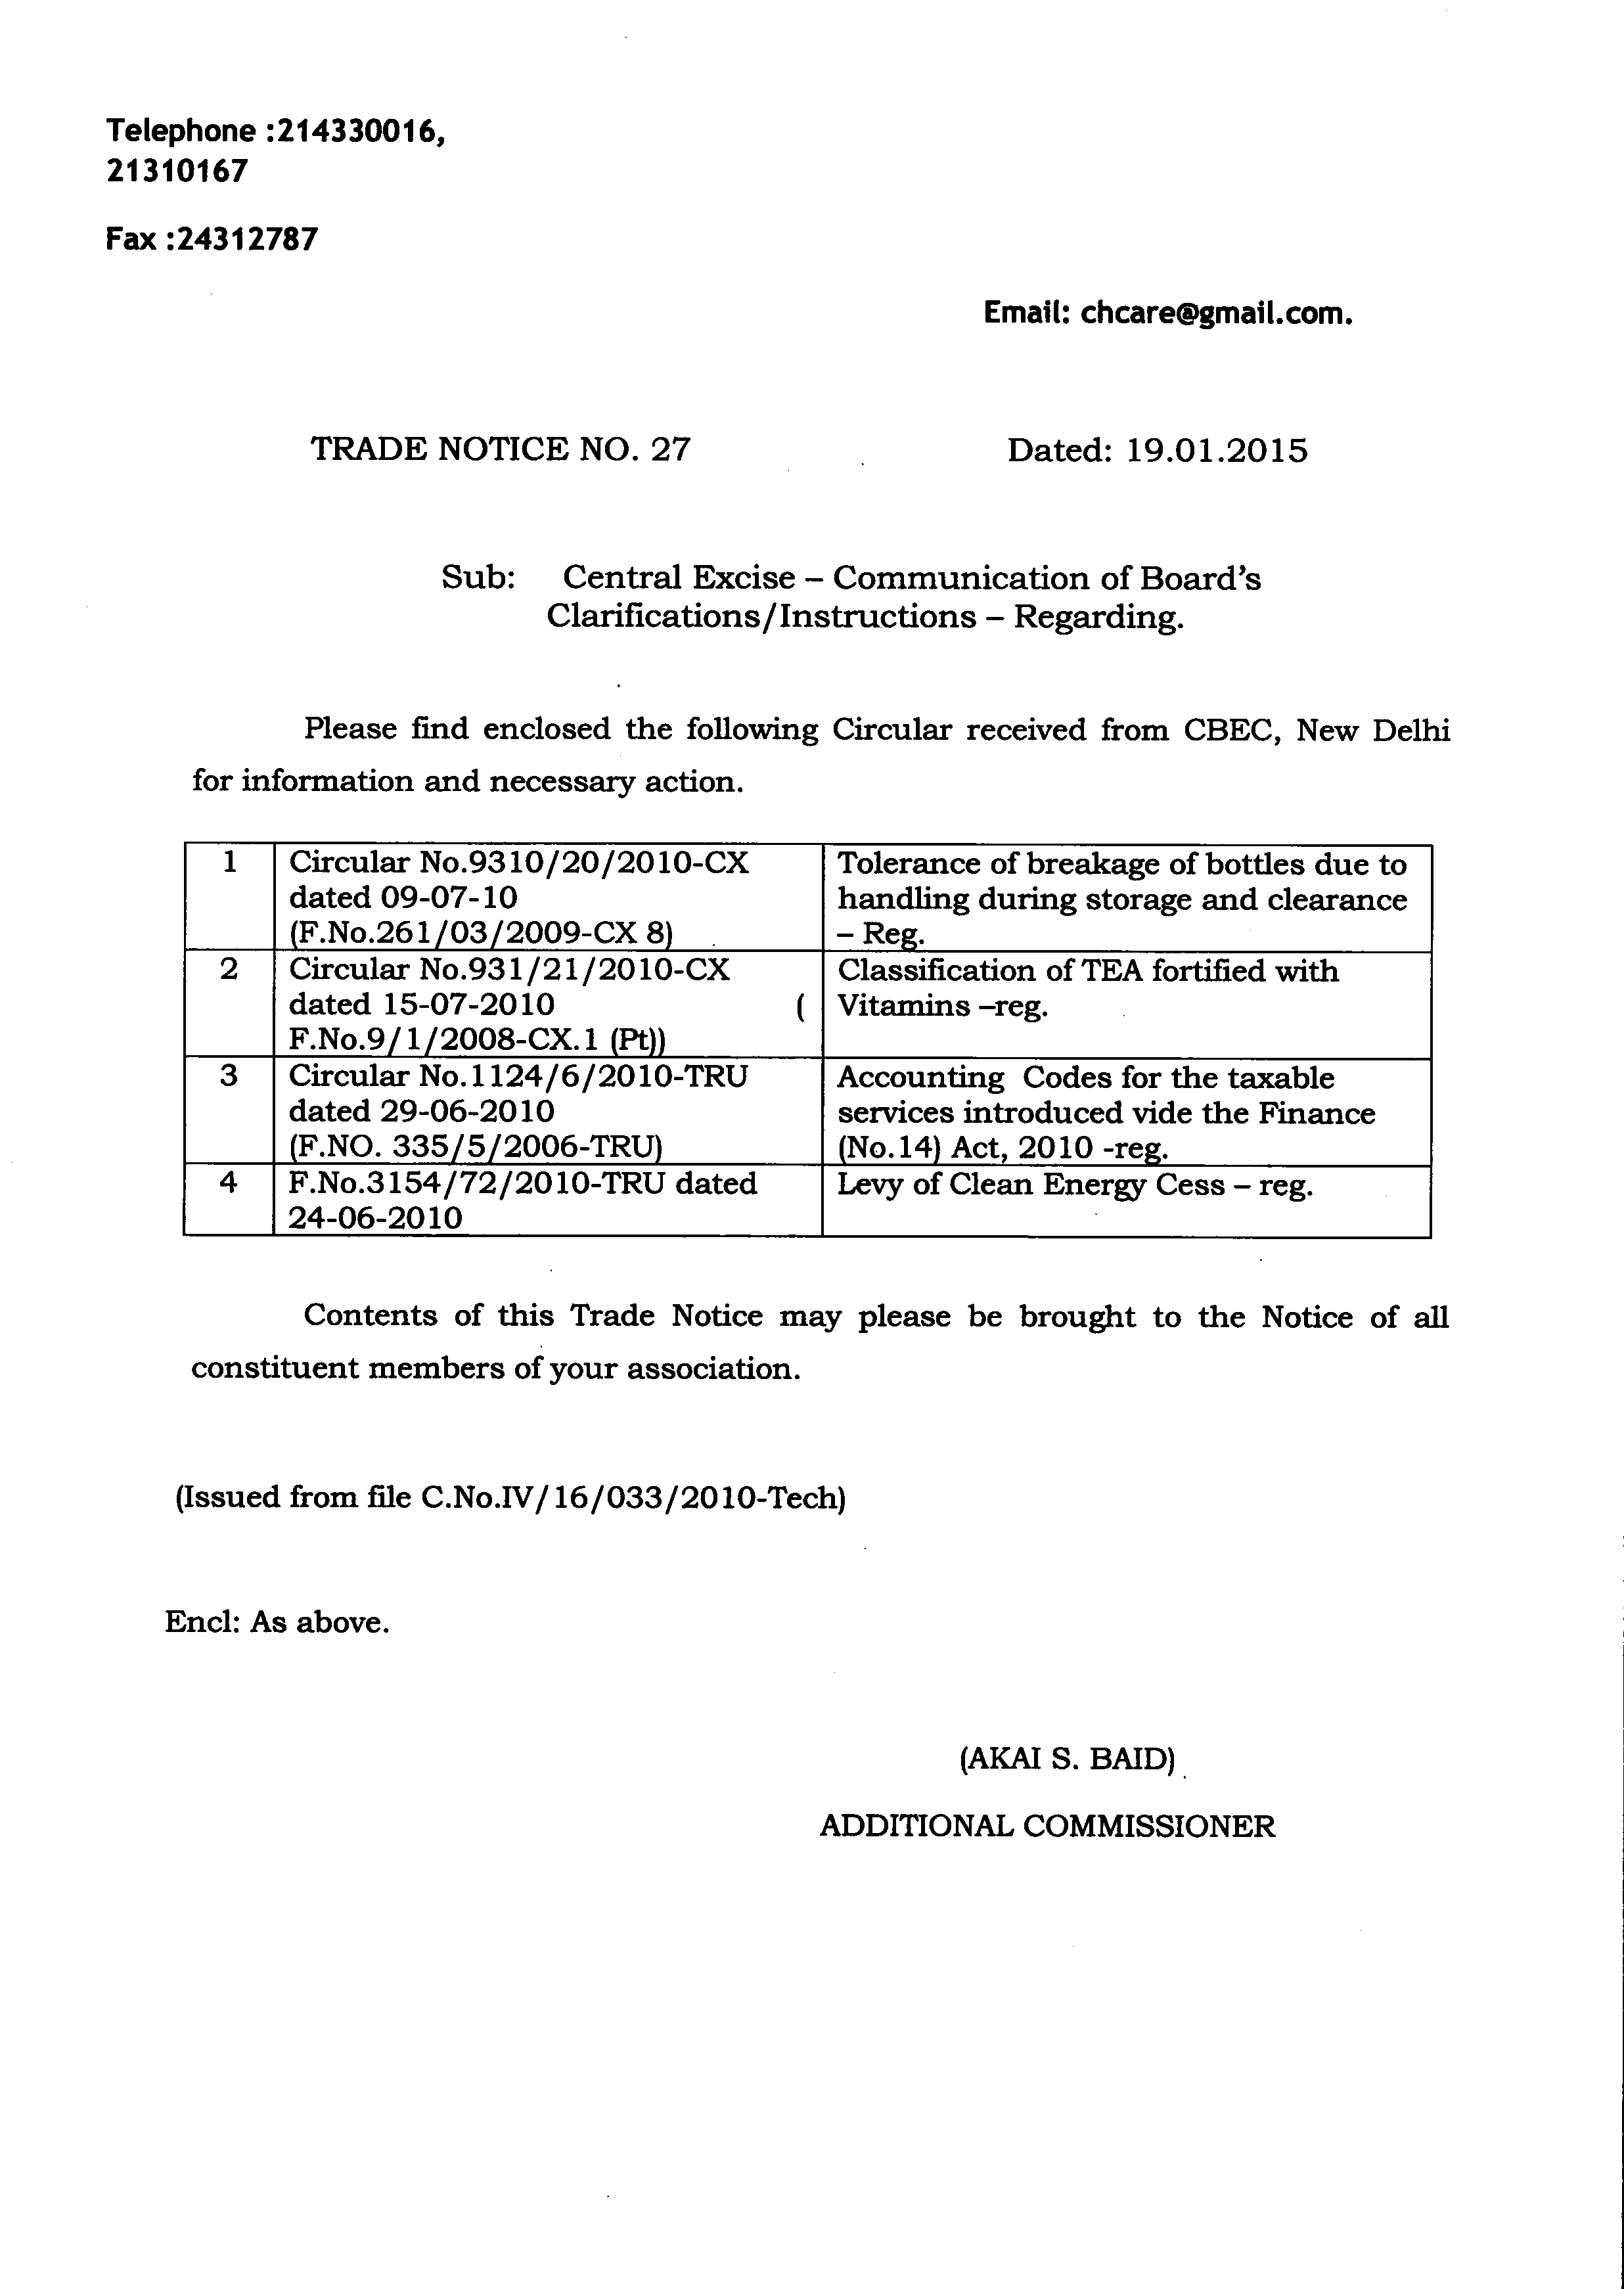 Telephone :214330016,
21310167
Fax :24312787
Email: chcare@gmail.com.
TRADE NOTICE NO. 27 Dated: 19.01.2015
Sub: Central Excise – Communication of Board's
Clarifications/Instructions – Regarding.
Please find enclosed the following Circular received from CBEC, New Delhi
for information and necessary action.
1 Circular No.9310/20/2010-CX Tolerance of breakage of bottles due to
dated 09-07-10 handling during storage and clearance
(F.No.261/03/2009-CX 8) – Reg.
2 Circular No.931/21/2010-CX Classification of TEA fortified with
dated 15-07-2010 ( Vitamins –reg.
F.No.9/1/2008-CX.1 (Pt))
3 Circular No.1124/6/2010-TRU Accounting Codes for the taxable
dated 29-06-2010 services introduced vide the Finance
(F.NO. 335/5/2006-TRU) (No.14) Act, 2010 -reg.
4 F.No.3154/72/2010-TRU dated Levy of Clean Energy Cess – reg.
24-06-2010
Contents of this Trade Notice may please be brought to the Notice of all
constituent members of your association.
(Issued from file C.No.IV/16/033/2010-Tech)
Encl: As above.
(AKAI S. BAID)
ADDITIONAL COMMISSIONER